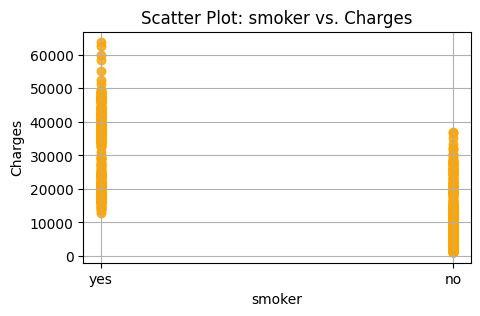 Scatter Plot: smoker vs. Charges
60000
50000
40000
30000
20000
10000
0
Charges
yes
no
smoker